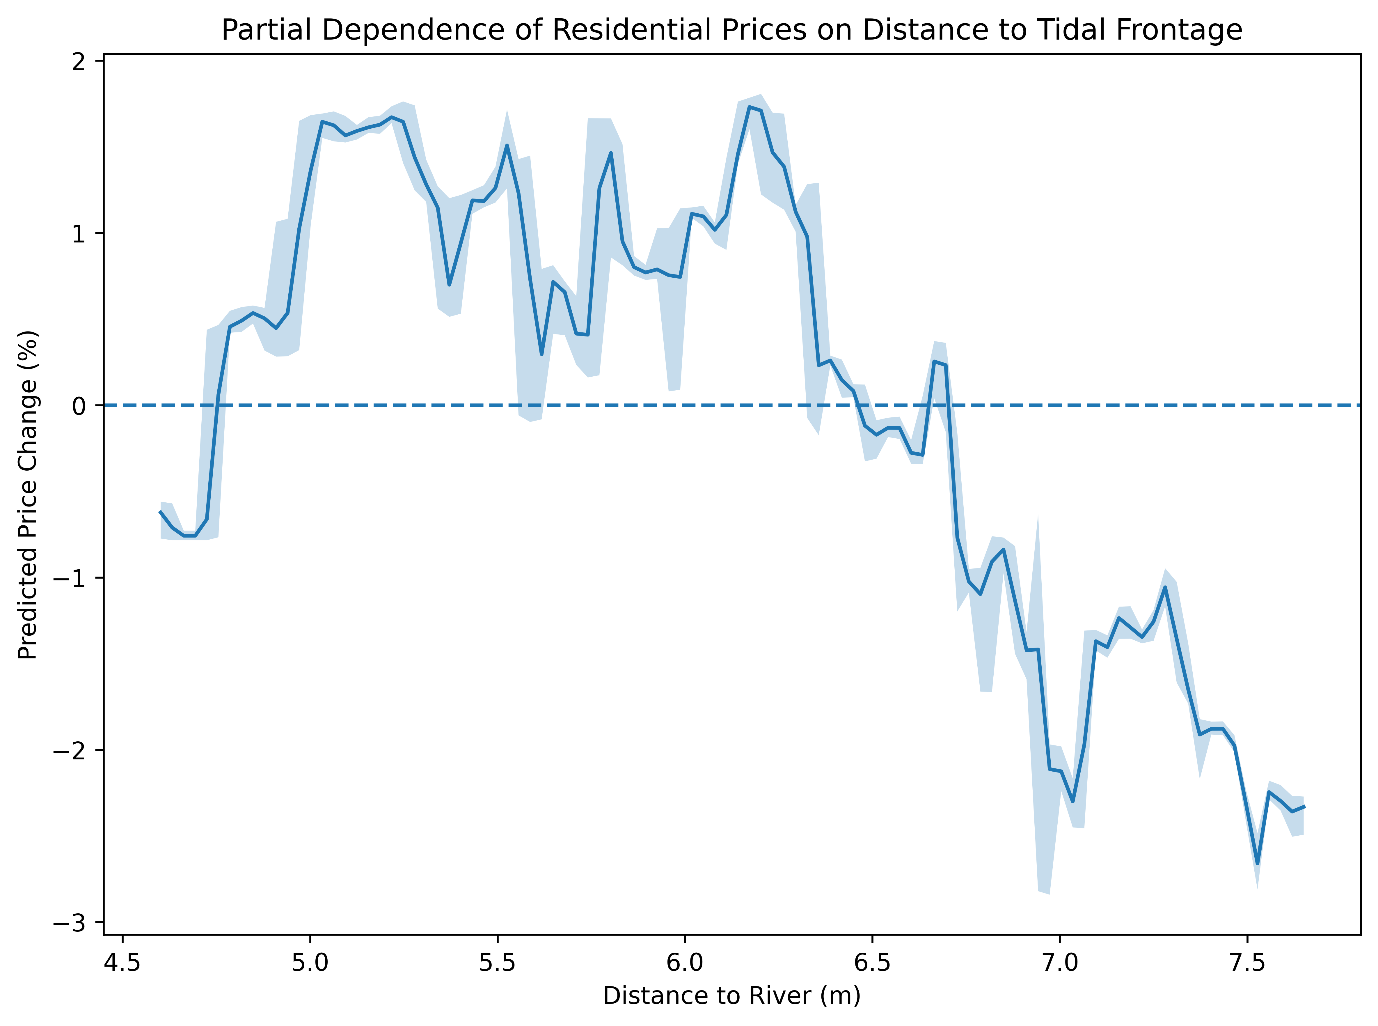 Partial Dependence of Residential Prices on Distance to Tidal Frontage
Predicted Price Change (%)
2
1
0
−1
−2
−3
4.5 5.0 5.5 6.0 6.5 7.0 7.5
Distance to River (m)